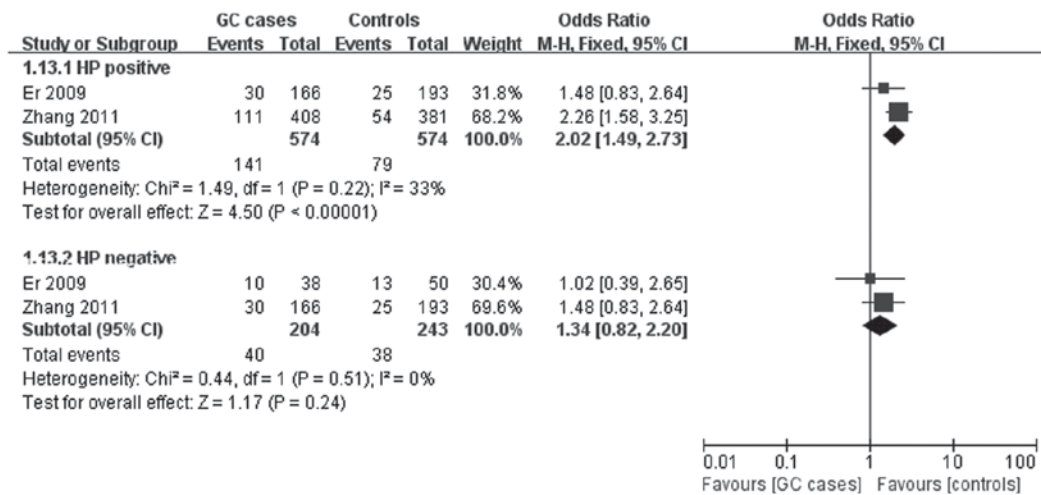 GC cases Controls Odds Ratio Odds Ratio
Study or Subgroup Events Total Events Total Weight M-H, Fixed, 95% CI M-H, Fixed, 95% CI
1.13.1 HP positive
Er 2009 30 166 25 193 31.8% 1.48 [0.83, 2.64]
Zhang 2011 111 408 54 381 68.2% 2.26 [1.58, 3.25]
Subtotal (95% CI) 574 574 100.0% 2.02 [1.49, 2.73]
Total events 141 79
Heterogeneity: Chi² = 1.49, df = 1 (P = 0.22); I² = 33%
Test for overall effect: Z = 4.50 (P < 0.00001)
1.13.2 HP negative
Er 2009 10 38 13 50 30.4% 1.02 [0.39, 2.65]
Zhang 2011 30 166 25 193 69.6% 1.48 [0.83, 2.64]
Subtotal (95% CI) 204 243 100.0% 1.34 [0.82, 2.20]
Total events 40 38
Heterogeneity: Chi² = 0.44, df = 1 (P = 0.51); I² = 0%
Test for overall effect: Z = 1.17 (P = 0.24)
0.01 0.1 1 10 100
Favours [GC cases] Favours [controls]